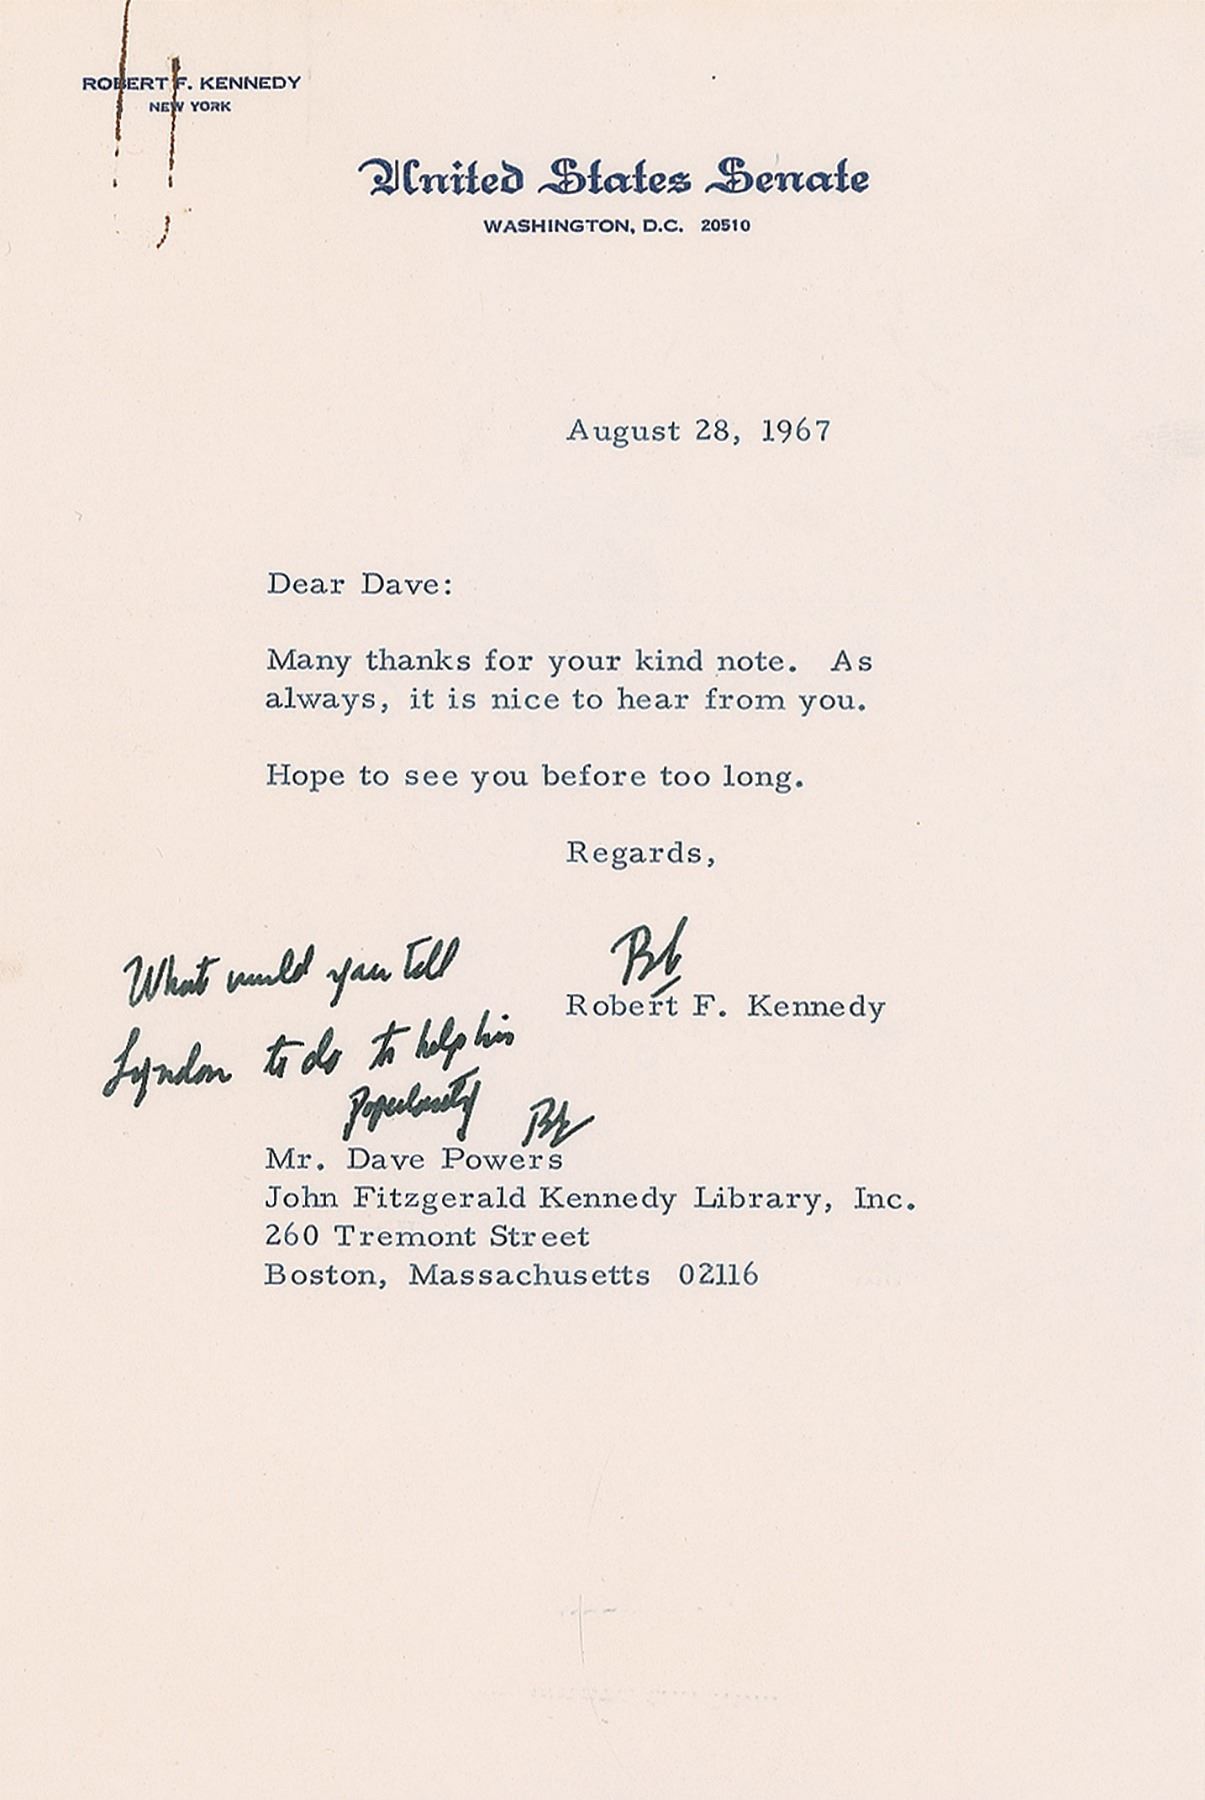 ROBERT F. KENNEDY
NEW YORK
United States Senate
WASHINGTON, D.C. 20510
August 28, 1967
Dear Dave:
Many thanks for your kind note. As
always, it is nice to hear from you.
Hope to see you before too long.
Regards,
Bob
Robert F. Kennedy
What would you tell
Lyndon to do to help his
popularity
Bob
Mr. Dave Powers
John Fitzgerald Kennedy Library, Inc.
260 Tremont Street
Boston, Massachusetts 02116